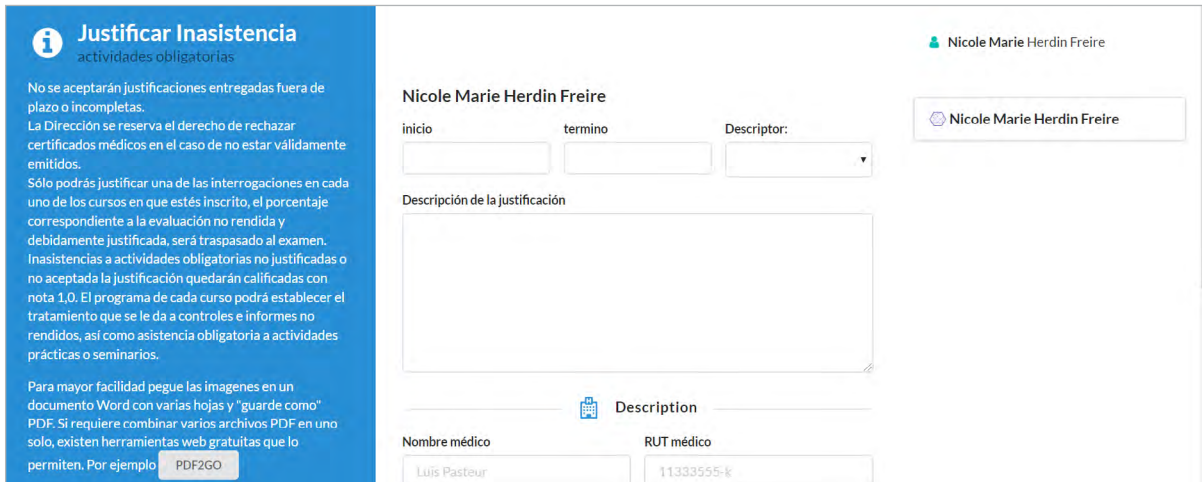 Justificar Inasistencia
actividades obligatorias
No se aceptarán justificaciones entregadas fuera de
plazo o incompletas.
La Dirección se reserva el derecho de rechazar
certificados médicos en el caso de no estar válidamente
emitidos.
Sólo podrás justificar una de las interrogaciones en cada
uno de los cursos en que estés inscrito, el porcentaje
correspondiente a la evaluación no rendida y
debidamente justificada, será traspasado al examen.
Inasistencias a actividades obligatorias no justificadas o
no aceptada la justificación quedarán calificadas con
nota 1,0. El programa de cada curso podrá establecer el
tratamiento que se le da a controles e informes no
rendidos, así como asistencia obligatoria a actividades
prácticas o seminarios.
Para mayor facilidad pegue las imagenes en un
documento Word con varias hojas y "guarde como"
PDF. Si requiere combinar varios archivos PDF en uno
solo, existen herramientas web gratuitas que lo
permiten. Por ejemplo PDF2GO
Nicole Marie Herdin Freire
inicio termino Descriptor:
Descripción de la justificación
Description
Nombre médico RUT médico
Luis Pasteur 11333555-k
Nicole Marie Herdin Freire
Nicole Marie Herdin Freire